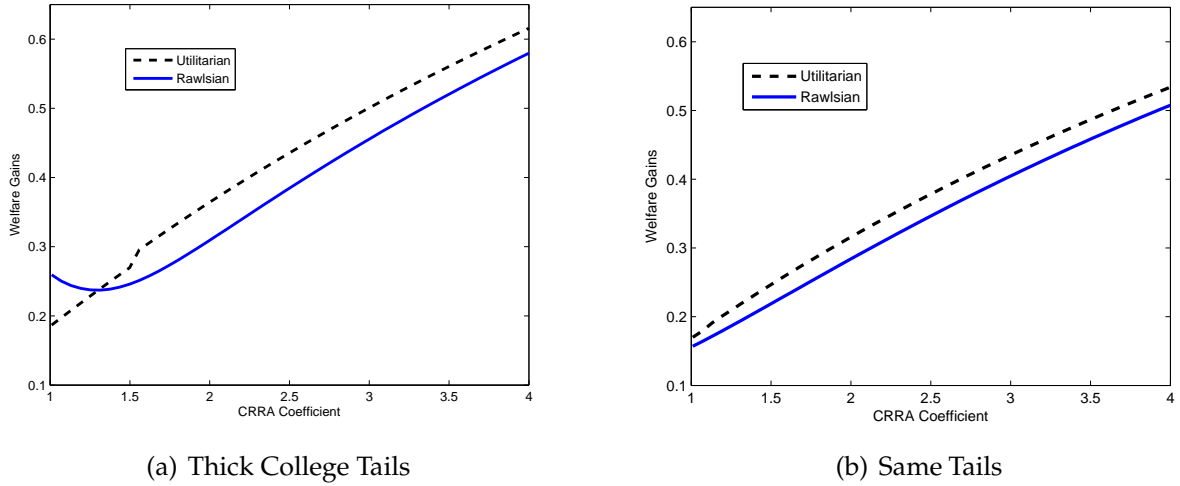 0.6
0.5
0.4
0.3
0.2
0.1
Welfare Gains
Utilitarian
Rawlsian
1 1.5 2 2.5 3 3.5 4
CRRA Coefficient
(a) Thick College Tails
0.6
0.5
0.4
0.3
0.2
0.1
Welfare Gains
Utilitarian
Rawlsian
1 1.5 2 2.5 3 3.5 4
CRRA Coefficient
(b) Same Tails